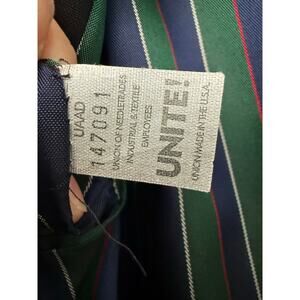 UAAD
147091
UNION OF NEEDLETRADES
INDUSTRIAL & TEXTILE
EMPLOYEES
UNITE!
UNION MADE IN THE U.S.A.